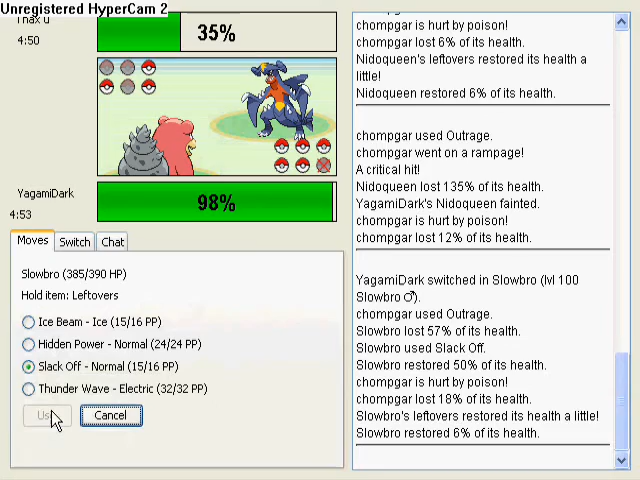 Unregistered HyperCam 2
Thax u
4:50
35%
YagamiDark
4:53
98%
Moves
Switch
Chat
Slowbro (385/390 HP)
Hold item: Leftovers
Ice Beam - Ice (15/16 PP)
Hidden Power - Normal (24/24 PP)
Slack Off - Normal (15/16 PP)
Thunder Wave - Electric (32/32 PP)
Cancel
chompgar is hurt by poison!
chompgar lost 6% of its health.
Nidoqueen's leftovers restored its health a
little!
Nidoqueen restored 6% of its health.
chompgar used Outrage.
chompgar went on a rampage!
A critical hit!
Nidoqueen lost 135% of its health.
YagamiDark's Nidoqueen fainted.
chompgar is hurt by poison!
chompgar lost 12% of its health.
YagamiDark switched in Slowbro (lvl 100
Slowbro ♂).
chompgar used Outrage.
Slowbro lost 57% of its health.
Slowbro used Slack Off.
Slowbro restored 50% of its health.
chompgar is hurt by poison!
chompgar lost 18% of its health.
Slowbro's leftovers restored its health a little!
Slowbro restored 6% of its health.